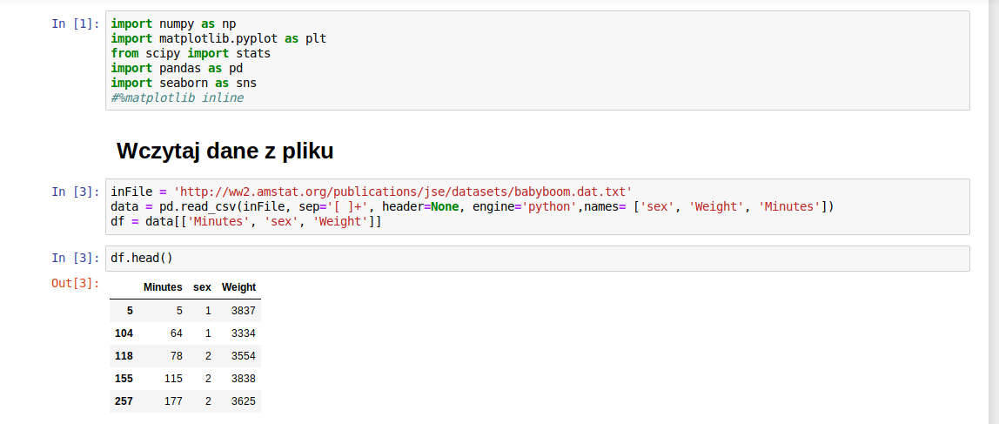 In [1]: import numpy as np
import matplotlib.pyplot as plt
from scipy import stats
import pandas as pd
import seaborn as sns
#%matplotlib inline
Wczytaj dane z pliku
In [3]: inFile = 'http://ww2.amstat.org/publications/jse/datasets/babyboom.dat.txt'
data = pd.read_csv(inFile, sep='[ ]+', header=None, engine='python',names= ['sex', 'Weight', 'Minutes'])
df = data[['Minutes', 'sex', 'Weight']]
In [3]: df.head()
Out[3]:
Minutes sex Weight
5 5 1 3837
104 64 1 3334
118 78 2 3554
155 115 2 3838
257 177 2 3625